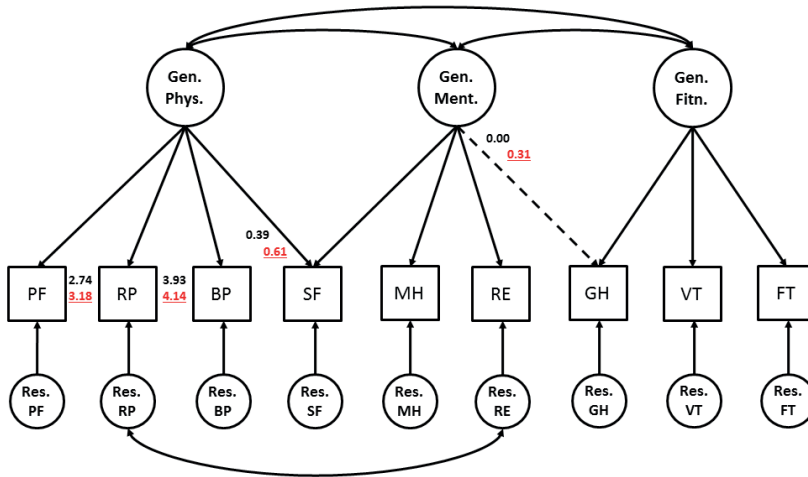 Gen.
Phys.
Gen.
Ment.
Gen.
Fitn.
0.00
0.31
0.39
0.61
PF
2.74
3.18
RP
3.93
4.14
BP
SF
MH
RE
GH
VT
FT
Res.
PF
Res.
RP
Res.
BP
Res.
SF
Res.
MH
Res.
RE
Res.
GH
Res.
VT
Res.
FT